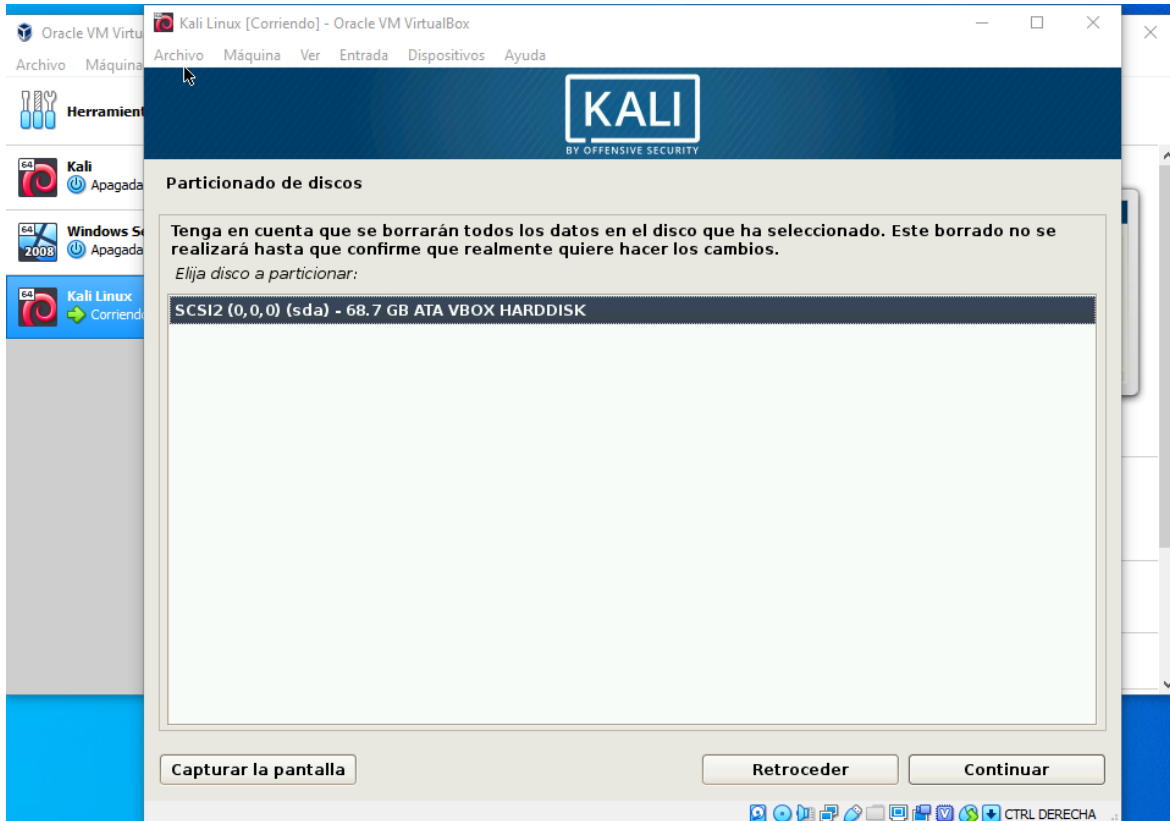 Oracle VM Virtu
Archivo Máquina
Herramient
64
Kali
Apagada
64
2008
Windows Se
Apagada
64
Kali Linux
Corriendo
Kali Linux [Corriendo] - Oracle VM VirtualBox
Archivo Máquina Ver Entrada Dispositivos Ayuda
KALI
BY OFFENSIVE SECURITY
Particionado de discos
Tenga en cuenta que se borrarán todos los datos en el disco que ha seleccionado. Este borrado no se
realizará hasta que confirme que realmente quiere hacer los cambios.
Elija disco a particionar:
SCSI2 (0,0,0) (sda) - 68.7 GB ATA VBOX HARDDISK
Capturar la pantalla
Retroceder
Continuar
CTRL DERECHA